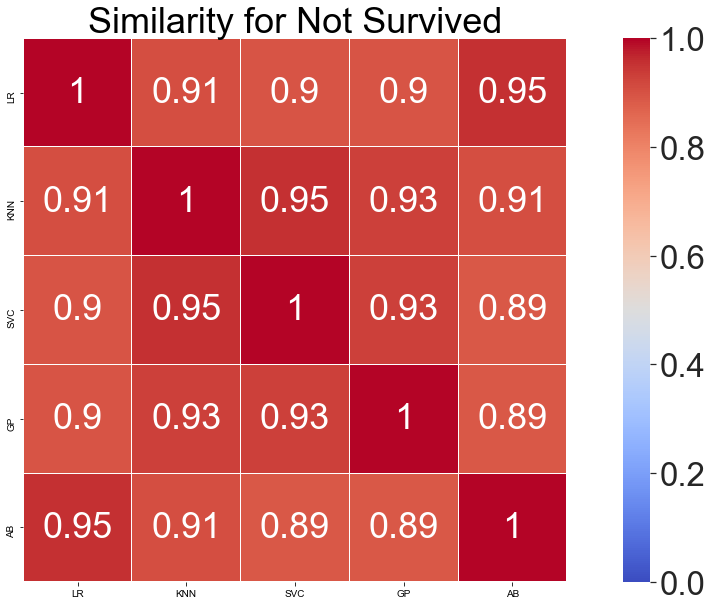 Similarity for Not Survived
LR 1 0.91 0.9 0.9 0.95
KNN 0.91 1 0.95 0.93 0.91
SVC 0.9 0.95 1 0.93 0.89
GP 0.9 0.93 0.93 1 0.89
AB 0.95 0.91 0.89 0.89 1
LR KNN SVC GP AB
1.0
0.8
0.6
0.4
0.2
0.0